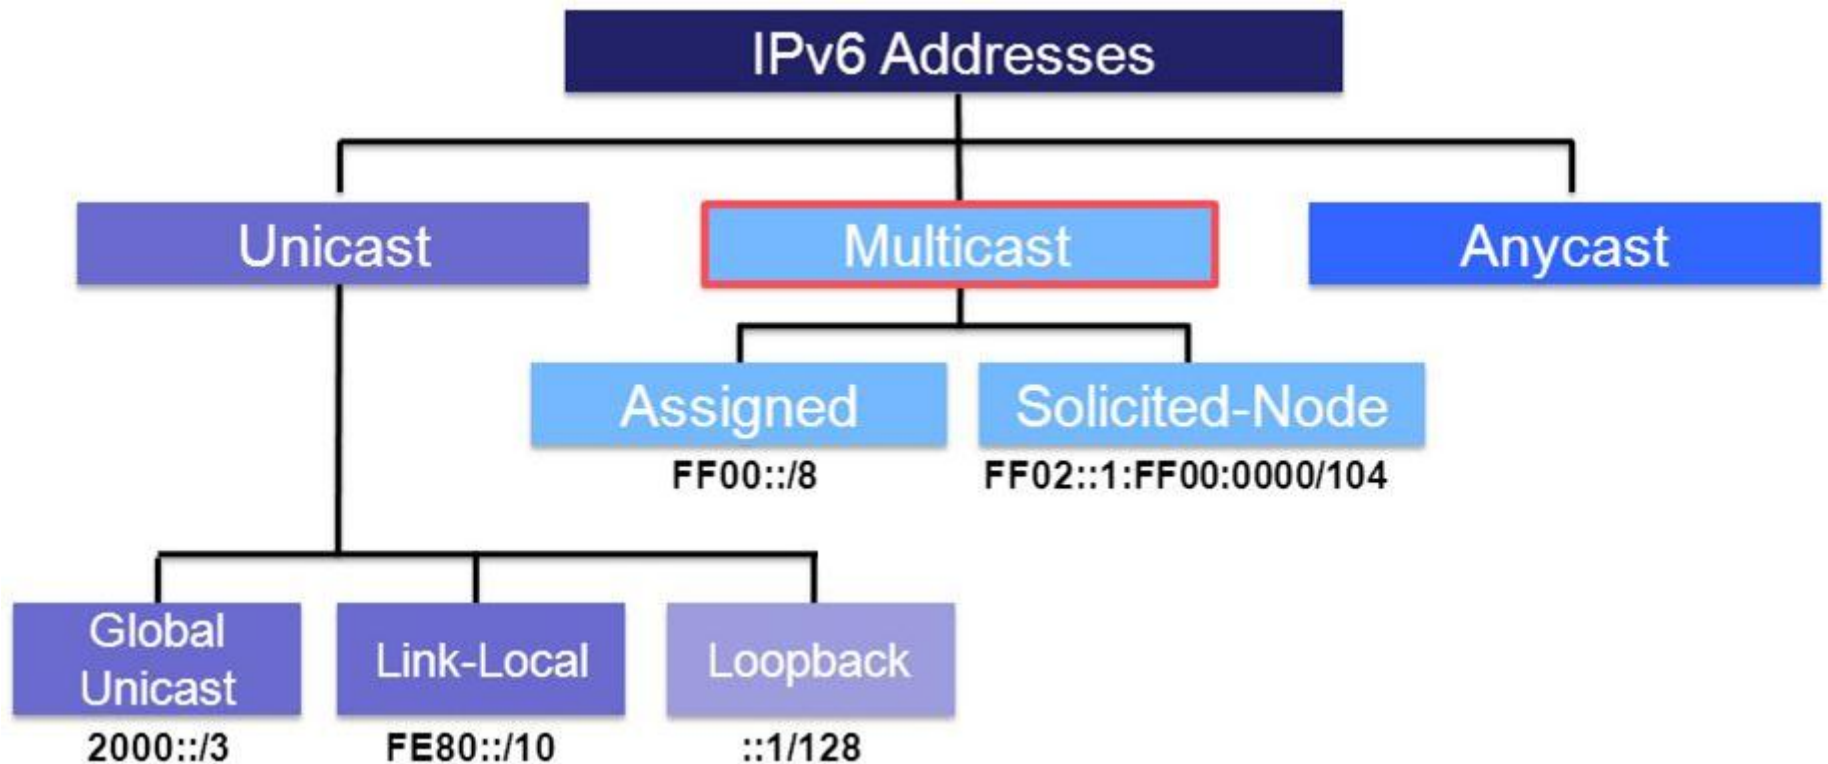 IPv6 Addresses
Unicast
Multicast
Anycast
Assigned
Solicited-Node
FF00::/8
FF02::1:FF00:0000/104
Global
Unicast
Link-Local
Loopback
2000::/3
FE80::/10
::1/128